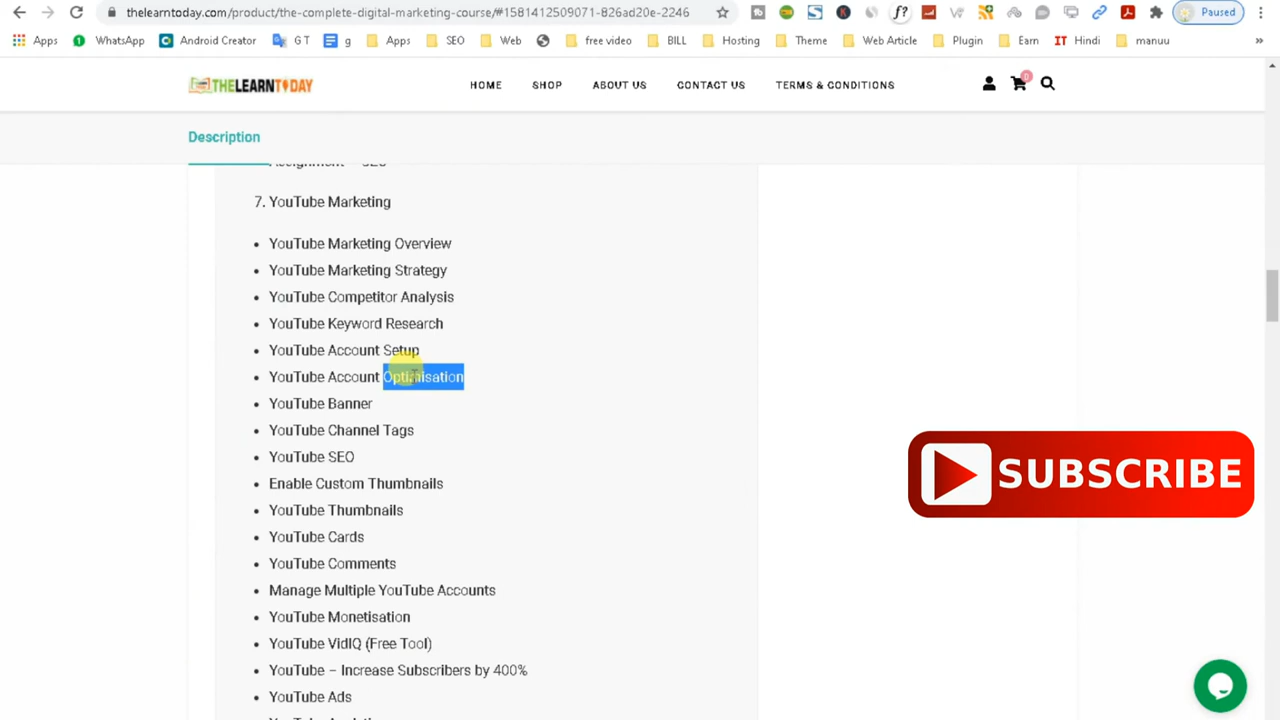 thelearntoday.com/product/the-complete-digital-marketing-course/#1581412509071-826ad20e-2246
Paused
Apps WhatsApp Android Creator G T g Apps SEO Web free video BILL Hosting Theme Web Article Plugin Earn IT Hindi manuu »
THELEARNTODAY HOME SHOP ABOUT US CONTACT US TERMS & CONDITIONS 0
Description
7. YouTube Marketing
• YouTube Marketing Overview
• YouTube Marketing Strategy
• YouTube Competitor Analysis
• YouTube Keyword Research
• YouTube Account Setup
• YouTube Account Optimisation
• YouTube Banner
• YouTube Channel Tags
• YouTube SEO
• Enable Custom Thumbnails
• YouTube Thumbnails
• YouTube Cards
• YouTube Comments
• Manage Multiple YouTube Accounts
• YouTube Monetisation
• YouTube VidIQ (Free Tool)
• YouTube – Increase Subscribers by 400%
• YouTube Ads
SUBSCRIBE